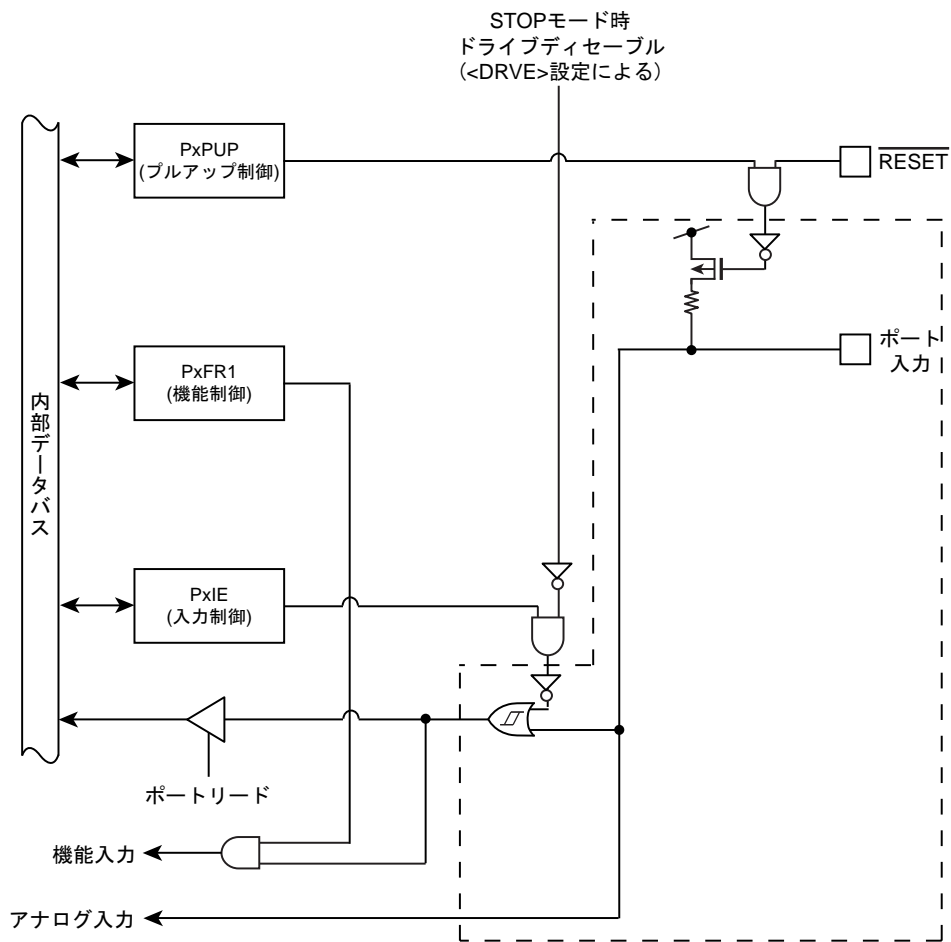 STOPモード時
ドライブディセーブル
(<DRVE>設定による)
PxPUP
(プルアップ制御)
RESET
ポート
入力
PxFR1
(機能制御)
内部データバス
PxIE
(入力制御)
ポートリード
機能入力
アナログ入力